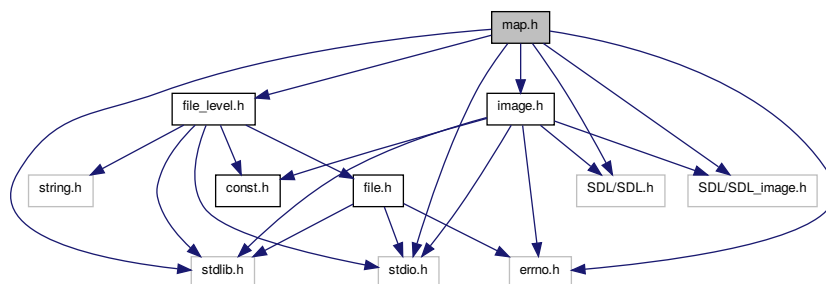 map.h
file_level.h
image.h
string.h
const.h
file.h
SDL/SDL.h
SDL/SDL_image.h
stdlib.h
stdio.h
errno.h